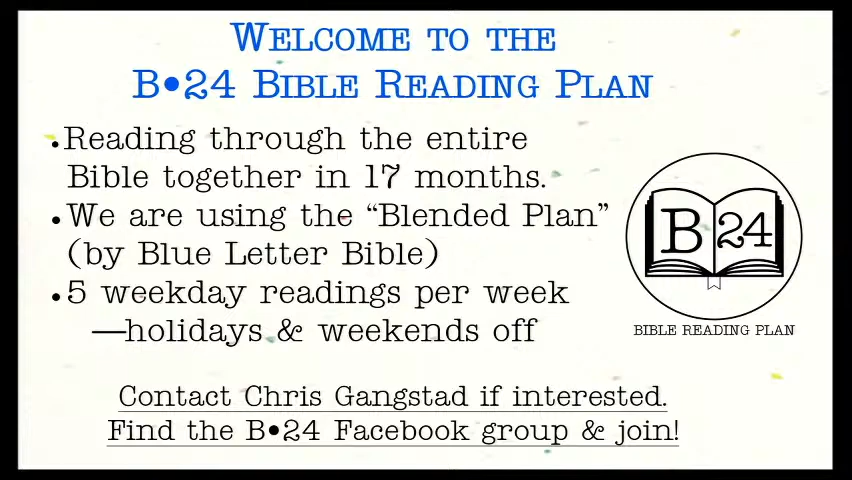 WELCOME TO THE
B•24 BIBLE READING PLAN
•Reading through the entire
Bible together in 17 months.
•We are using the “Blended Plan”
(by Blue Letter Bible)
•5 weekday readings per week
—holidays & weekends off
B 24
BIBLE READING PLAN
Contact Chris Gangstad if interested.
Find the B•24 Facebook group & join!